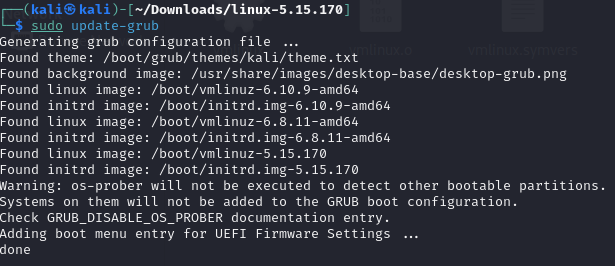 ┌──(kali㉿kali)-[~/Downloads/linux-5.15.170]
└─$ sudo update-grub
Generating grub configuration file ...
Found theme: /boot/grub/themes/kali/theme.txt
Found background image: /usr/share/images/desktop-base/desktop-grub.png
Found linux image: /boot/vmlinuz-6.10.9-amd64
Found initrd image: /boot/initrd.img-6.10.9-amd64
Found linux image: /boot/vmlinuz-6.8.11-amd64
Found initrd image: /boot/initrd.img-6.8.11-amd64
Found linux image: /boot/vmlinuz-5.15.170
Found initrd image: /boot/initrd.img-5.15.170
Warning: os-prober will not be executed to detect other bootable partitions.
Systems on them will not be added to the GRUB boot configuration.
Check GRUB_DISABLE_OS_PROBER documentation entry.
Adding boot menu entry for UEFI Firmware Settings ...
done